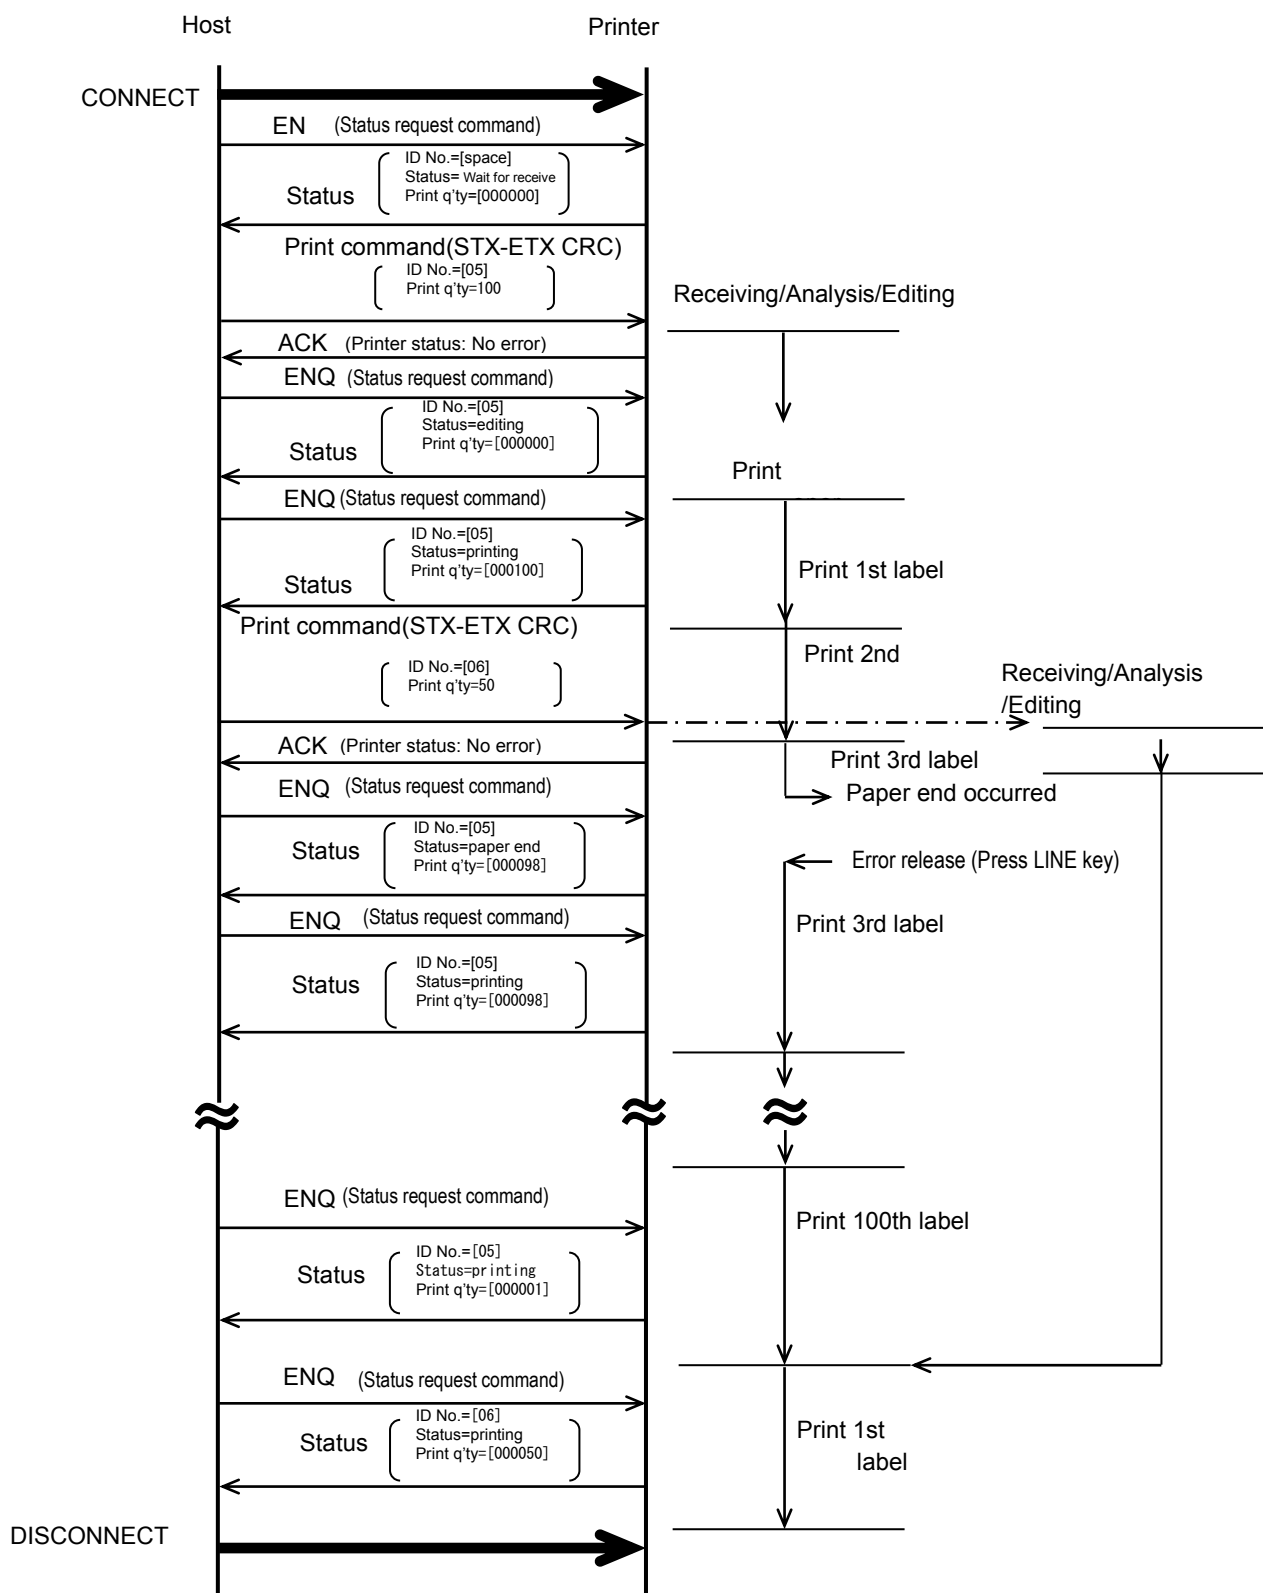 Host
Printer
CONNECT
EN (Status request command)
ID No.=[space]
Status= Wait for receive
Print q'ty=[000000]
Status
Print command(STX-ETX CRC)
ID No.=[05]
Print q'ty=100
Receiving/Analysis/Editing
ACK (Printer status: No error)
ENQ (Status request command)
ID No.=[05]
Status=editing
Print q'ty=[000000]
Status
Print
ENQ (Status request command)
ID No.=[05]
Status=printing
Print q'ty=[000100]
Status
Print 1st label
Print command(STX-ETX CRC)
Print 2nd
ID No.=[06]
Print q'ty=50
Receiving/Analysis
/Editing
ACK (Printer status: No error)
Print 3rd label
ENQ (Status request command)
Paper end occurred
ID No.=[05]
Status=paper end
Print q'ty=[000098]
Status
Error release (Press LINE key)
ENQ (Status request command)
Print 3rd label
ID No.=[05]
Status=printing
Print q'ty=[000098]
Status
ENQ (Status request command)
Print 100th label
ID No.=[05]
Status=printing
Print q'ty=[000001]
Status
ENQ (Status request command)
ID No.=[06]
Status=printing
Print q'ty=[000050]
Status
Print 1st
label
DISCONNECT